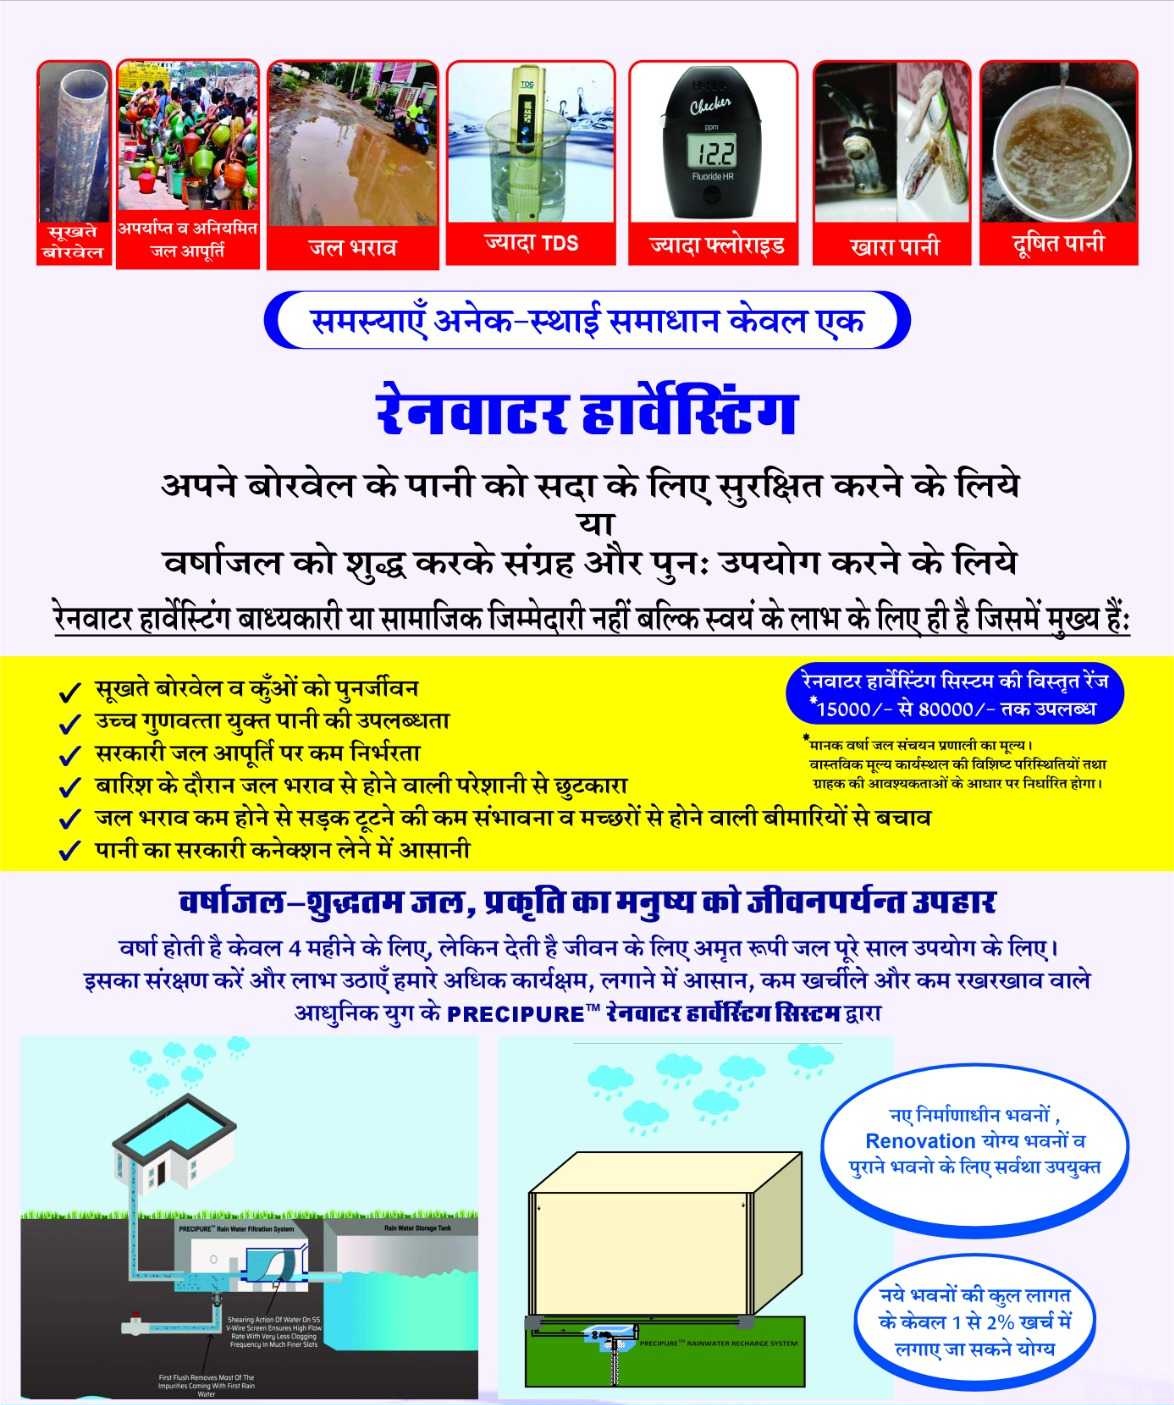 सूखते
बोरवेल
अपर्याप्त व अनियमित
जल आपूर्ति
जल भराव
TDS
ज्यादा TDS
Checker
ppm
12.2
Fluoride HR
ज्यादा फ्लोराइड
खारा पानी
दूषित पानी
समस्याएँ अनेक-स्थाई समाधान केवल एक
रेनवाटर हार्वेस्टिंग
अपने बोरवेल के पानी को सदा के लिए सुरक्षित करने के लिये
या
वर्षाजल को शुद्ध करके संग्रह और पुनः उपयोग करने के लिये
रेनवाटर हार्वेस्टिंग बाध्यकारी या सामाजिक जिम्मेदारी नहीं बल्कि स्वयं के लाभ के लिए ही है जिसमें मुख्य हैं:
✓ सूखते बोरवेल व कुँओं को पुनर्जीवन
✓ उच्च गुणवत्ता युक्त पानी की उपलब्धता
✓ सरकारी जल आपूर्ति पर कम निर्भरता
✓ बारिश के दौरान जल भराव से होने वाली परेशानी से छुटकारा
✓ जल भराव कम होने से सड़क टूटने की कम संभावना व मच्छरों से होने वाली बीमारियों से बचाव
✓ पानी का सरकारी कनेक्शन लेने में आसानी
रेनवाटर हार्वेस्टिंग सिस्टम की विस्तृत रेंज
*15000/- से 80000/- तक उपलब्ध
*मानक वर्षा जल संचयन प्रणाली का मूल्य।
वास्तविक मूल्य कार्यस्थल की विशिष्ट परिस्थितियों तथा
ग्राहक की आवश्यकताओं के आधार पर निर्धारित होगा।
वर्षाजल-शुद्धतम जल, प्रकृति का मनुष्य को जीवनपर्यन्त उपहार
वर्षा होती है केवल 4 महीने के लिए, लेकिन देती है जीवन के लिए अमृत रूपी जल पूरे साल उपयोग के लिए।
इसका संरक्षण करें और लाभ उठाएँ हमारे अधिक कार्यक्षम, लगाने में आसान, कम खर्चीले और कम रखरखाव वाले
आधुनिक युग के PRECIPURE™ रेनवाटर हार्वेस्टिंग सिस्टम द्वारा
PRECIPURE™ Rain Water Filtration System
Rain Water Storage Tank
Shearing Action Of Water On SS
V-Wire Screen Ensures High Flow
Rate With Very Less Clogging
Frequency In Much Finer Slots
First Flush Removes Most Of The
Impurities Coming With First Rain
Water
PRECIPURE™ RAINWATER RECHARGE SYSTEM
नए निर्माणाधीन भवनों ,
Renovation योग्य भवनों व
पुराने भवनो के लिए सर्वथा उपयुक्त
नये भवनों की कुल लागत
के केवल 1 से 2% खर्च में
लगाए जा सकने योग्य